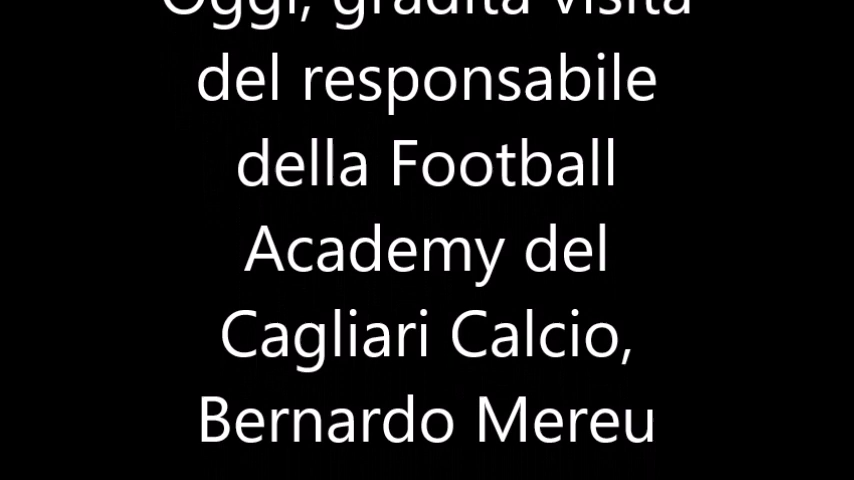 Oggi, gradita visita
del responsabile
della Football
Academy del
Cagliari Calcio,
Bernardo Mereu